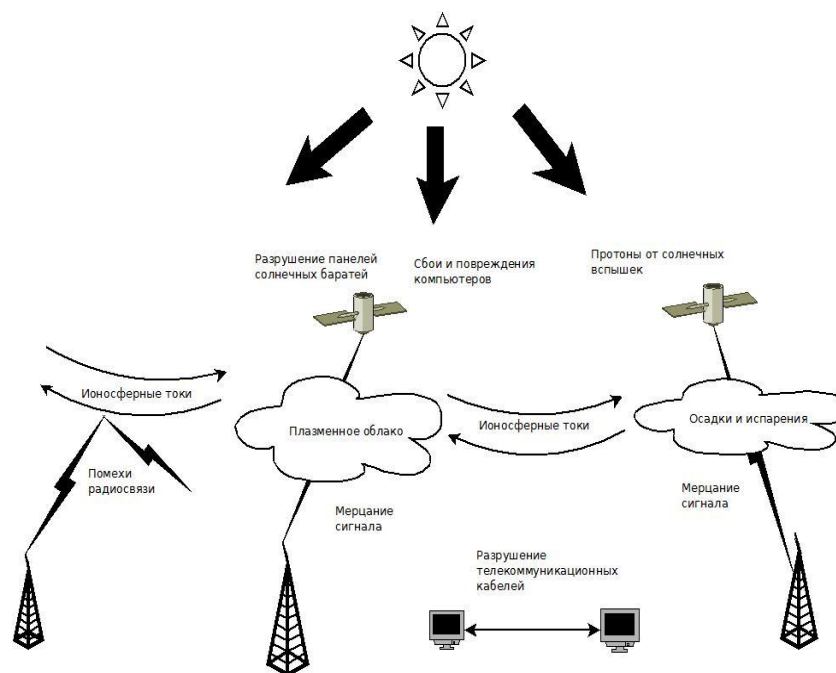 Разрушение панелей
солнечных баратей
Сбои и повреждения
компьютеров
Протоны от солнечных
вспышек
Ионосферные токи
Плазменное облако
Ионосферные токи
Осадки и испарения
Помехи
радиосвязи
Мерцание
сигнала
Мерцание
сигнала
Разрушение
телекоммуникационных
кабелей